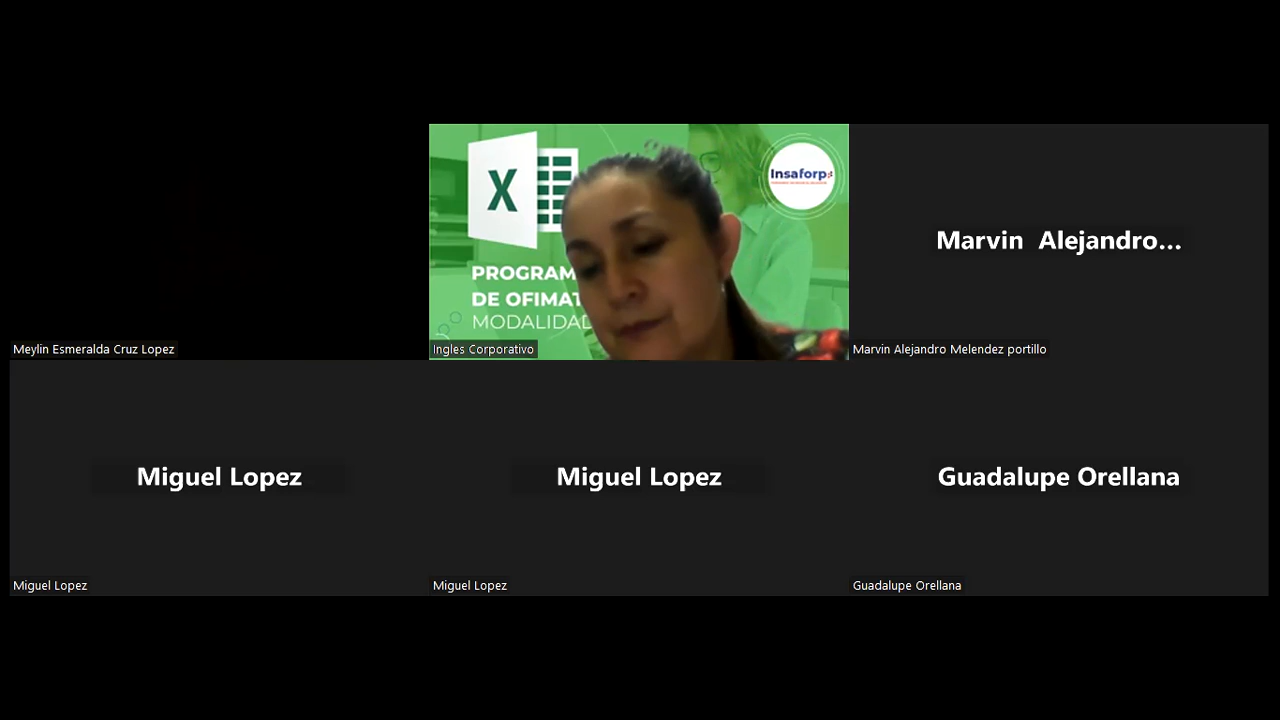 X
Insaforp
PROGRAM
DE OFIMAT
MODALIDAD
Marvin Alejandro...
Meylin Esmeralda Cruz Lopez
Ingles Corporativo
Marvin Alejandro Melendez portillo
Miguel Lopez
Miguel Lopez
Guadalupe Orellana
Miguel Lopez
Miguel Lopez
Guadalupe Orellana